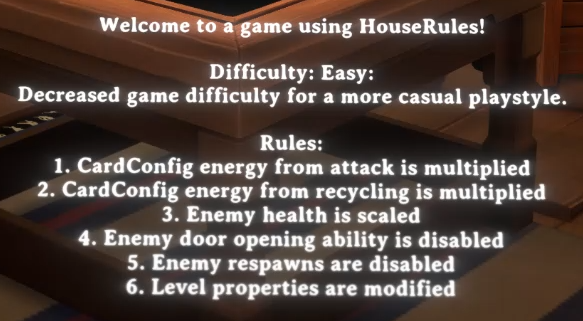 Welcome to a game using HouseRules!
Difficulty: Easy:
Decreased game difficulty for a more casual playstyle.
Rules:
1. CardConfig energy from attack is multiplied
2. CardConfig energy from recycling is multiplied
3. Enemy health is scaled
4. Enemy door opening ability is disabled
5. Enemy respawns are disabled
6. Level properties are modified